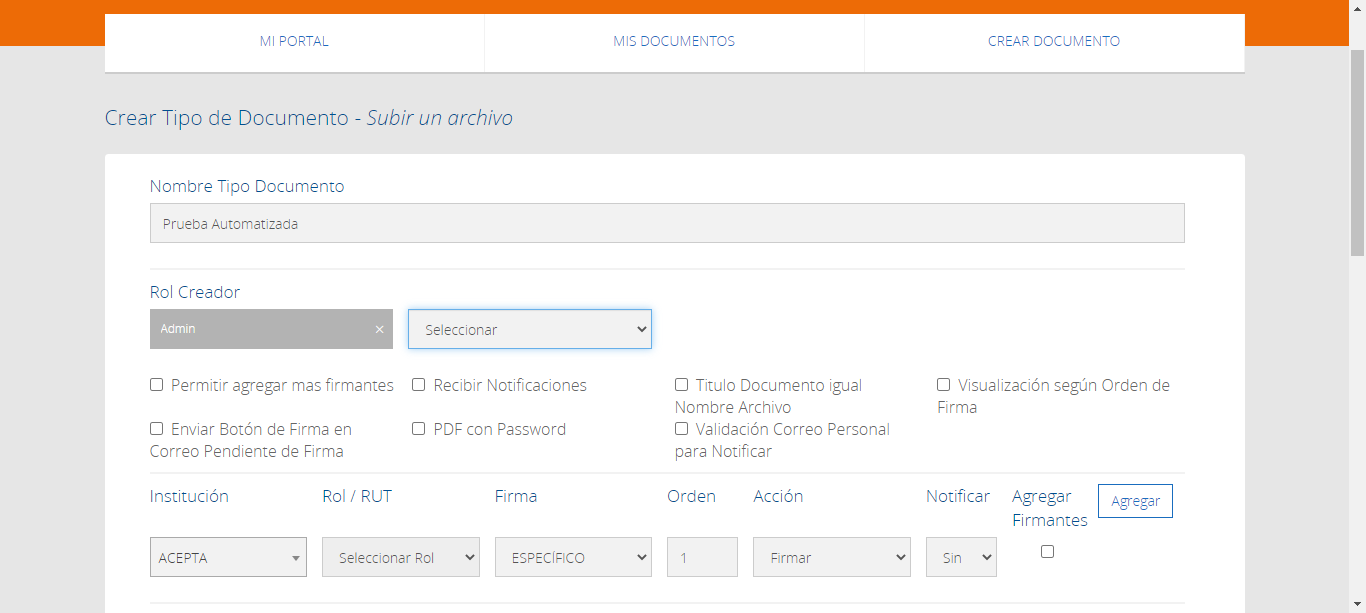 MI PORTAL
MIS DOCUMENTOS
CREAR DOCUMENTO
Crear Tipo de Documento - Subir un archivo
Nombre Tipo Documento
Prueba Automatizada
Rol Creador
Admin ×
Seleccionar
Permitir agregar mas firmantes
Recibir Notificaciones
Titulo Documento igual
Nombre Archivo
Visualización según Orden de
Firma
Enviar Botón de Firma en
Correo Pendiente de Firma
PDF con Password
Validación Correo Personal
para Notificar
Institución
Rol / RUT
Firma
Orden
Acción
Notificar
Agregar
Firmantes
Agregar
ACEPTA
Seleccionar Rol
ESPECÍFICO
1
Firmar
Sin